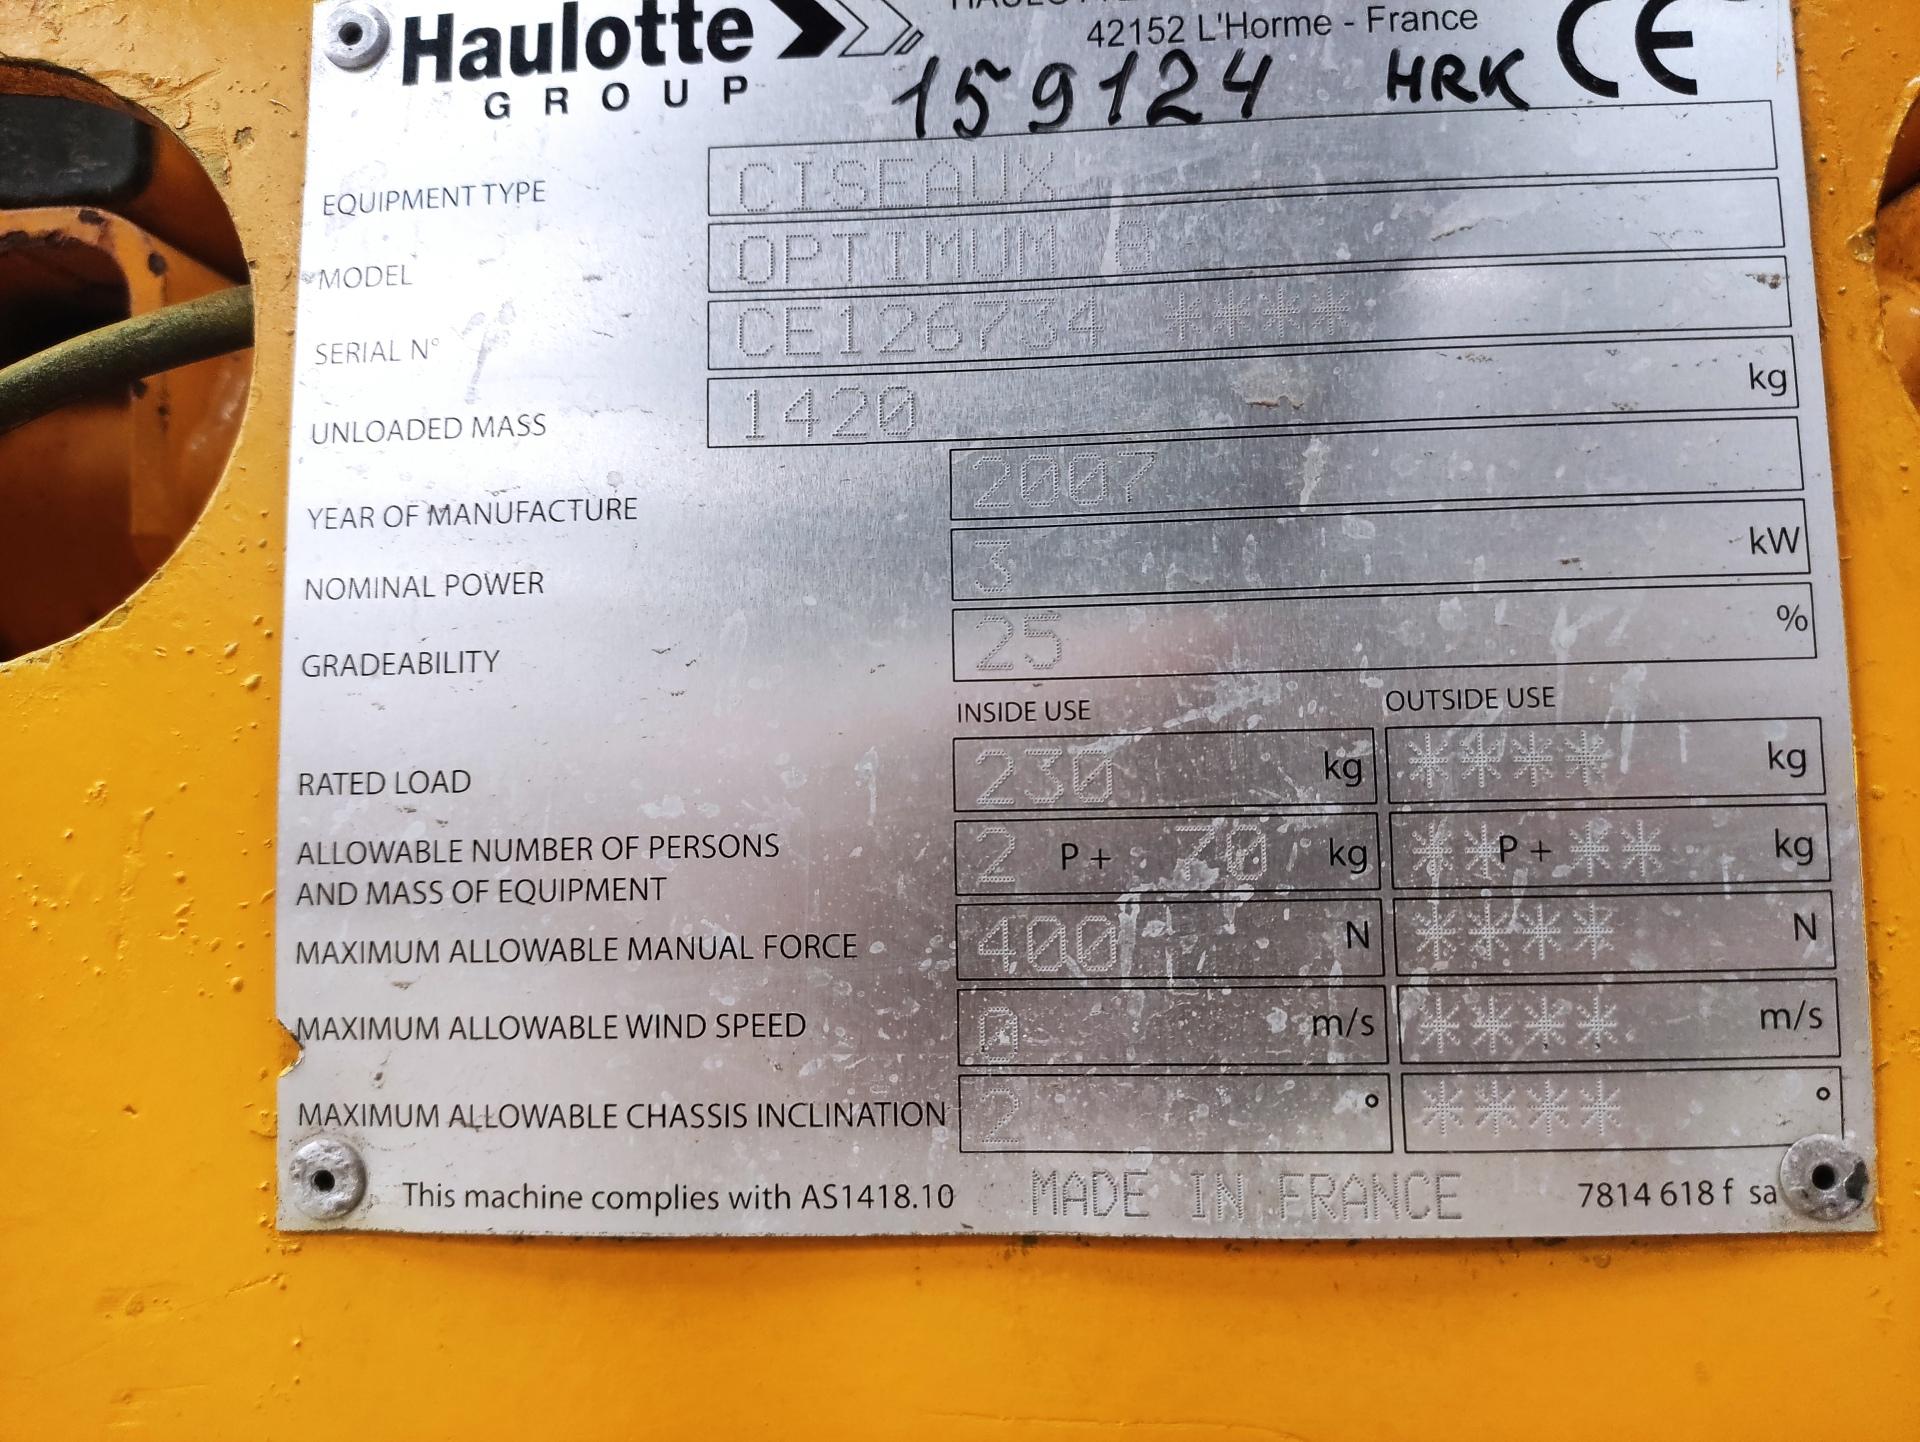 Haulotte
GROUP
42152 L'Horme - France
CE
159124 HRK
EQUIPMENT TYPE CISEAUX
MODEL OPTIMUM 8
SERIAL N° CE126734 ****
UNLOADED MASS 1420 kg
YEAR OF MANUFACTURE 2007
NOMINAL POWER 3 kW
GRADEABILITY 25 %
INSIDE USE OUTSIDE USE
RATED LOAD 230 kg **** kg
ALLOWABLE NUMBER OF PERSONS
AND MASS OF EQUIPMENT 2 P + 70 kg ** P + ** kg
MAXIMUM ALLOWABLE MANUAL FORCE 400 N **** N
MAXIMUM ALLOWABLE WIND SPEED 0 m/s **** m/s
MAXIMUM ALLOWABLE CHASSIS INCLINATION 2 ° **** °
This machine complies with AS1418.10 MADE IN FRANCE 7814 618 f sa